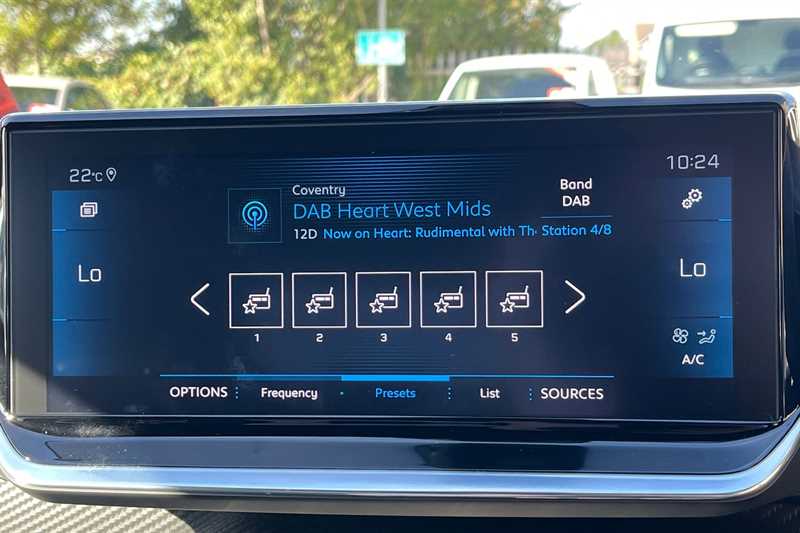 22°C
10:24
Coventry
DAB Heart West Mids
12D Now on Heart: Rudimental with Th· Station 4/8
Band
DAB
Lo
Lo
1 2 3 4 5
A/C
OPTIONS Frequency Presets List SOURCES